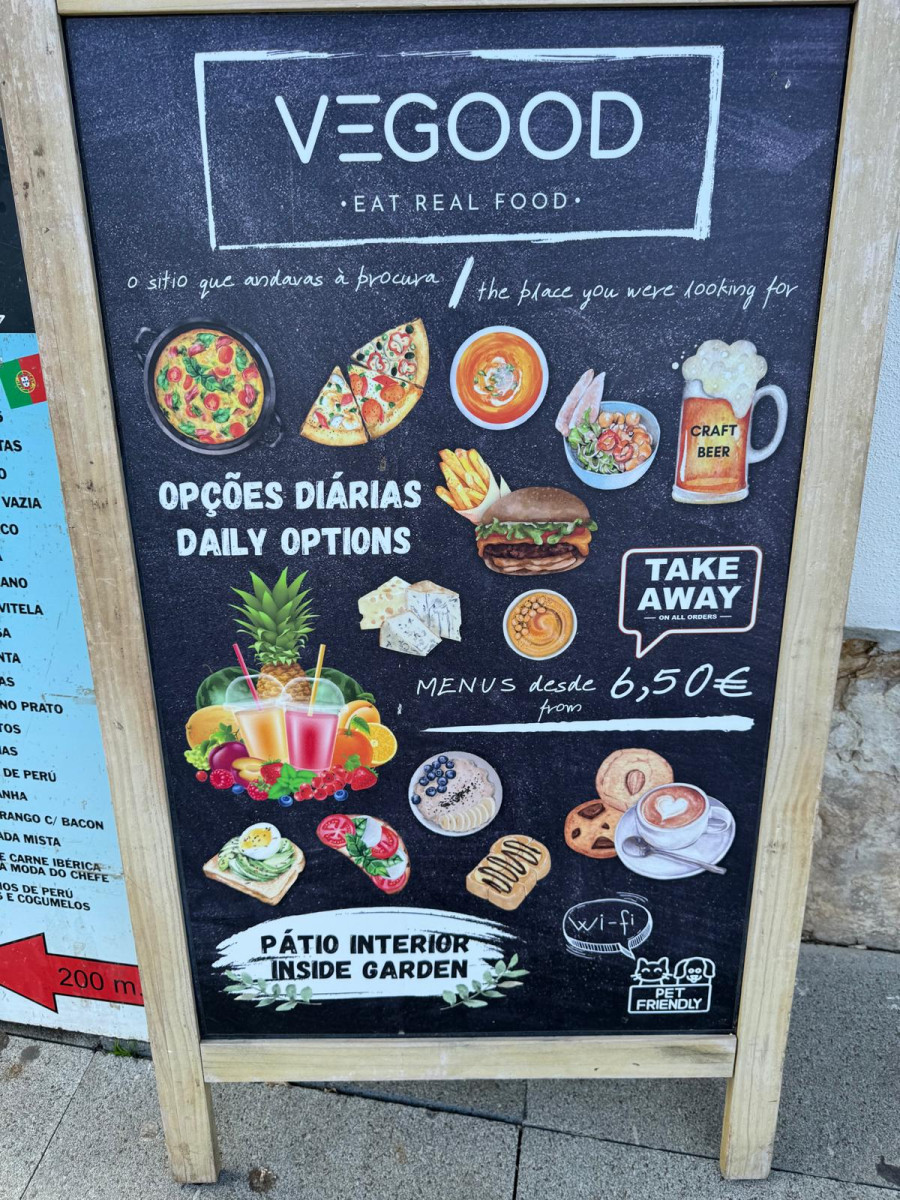 VEGOOD
•EAT REAL FOOD•
o sitio que andavas à procura / the place you were looking for
CRAFT
BEER
OPÇÕES DIÁRIAS
DAILY OPTIONS
TAKE
AWAY
— ON ALL ORDERS —
MENUS desde 6,50€
from
wi-fi
PÁTIO INTERIOR
INSIDE GARDEN
PET
FRIENDLY
TAS
VAZIA
CO
ANO
VITELA
SA
NTA
AS
NO PRATO
TOS
IAS
DE PERÚ
ANHA
RANGO C/ BACON
ADA MISTA
E CARNE IBÉRICA
À MODA DO CHEFE
HOS DE PERÚ
S E COGUMELOS
200 m.